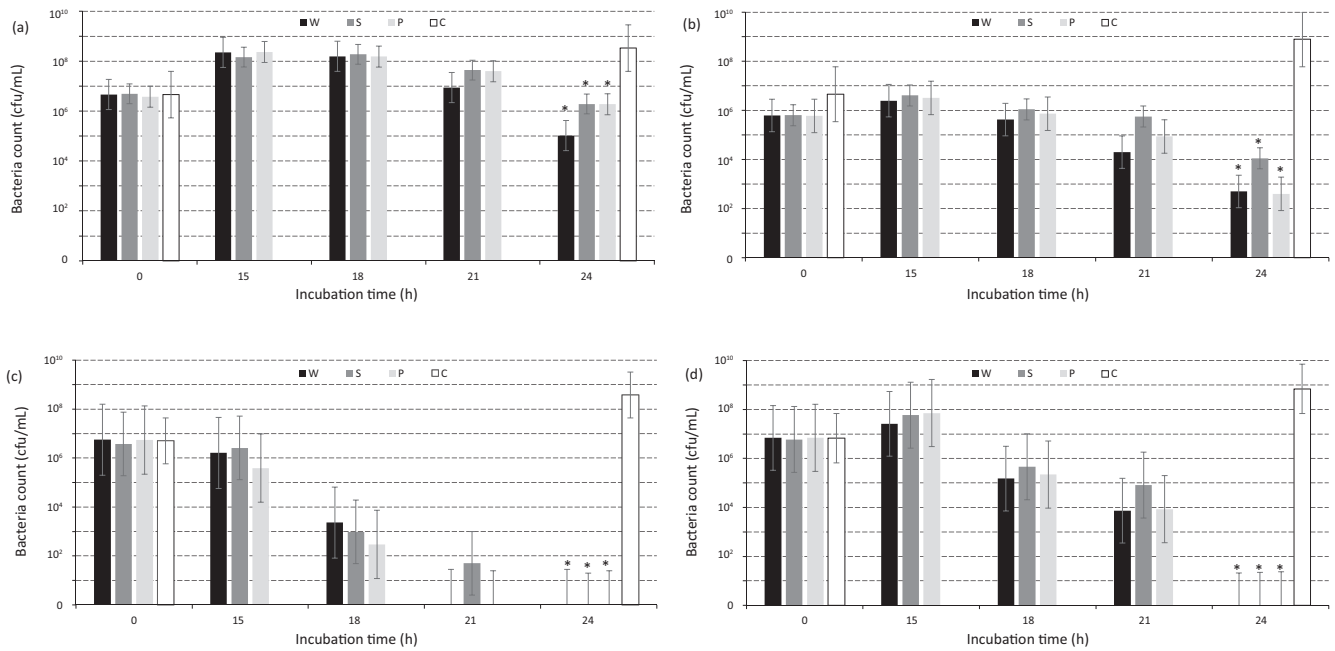 (a)
W S P C
Bacteria count (cfu/mL)
10¹⁰
10⁸
10⁶
10⁴
10²
0
* * *
0 15 18 21 24
Incubation time (h)
(b)
W S P C
Bacteria count (cfu/mL)
10¹⁰
10⁸
10⁶
10⁴
10²
0
* * *
0 15 18 21 24
Incubation time (h)
(c)
W S P C
Bacteria count (cfu/mL)
10¹⁰
10⁸
10⁶
10⁴
10²
0
* * *
0 15 18 21 24
Incubation time (h)
(d)
W S P C
Bacteria count (cfu/mL)
10¹⁰
10⁸
10⁶
10⁴
10²
0
* * *
0 15 18 21 24
Incubation time (h)